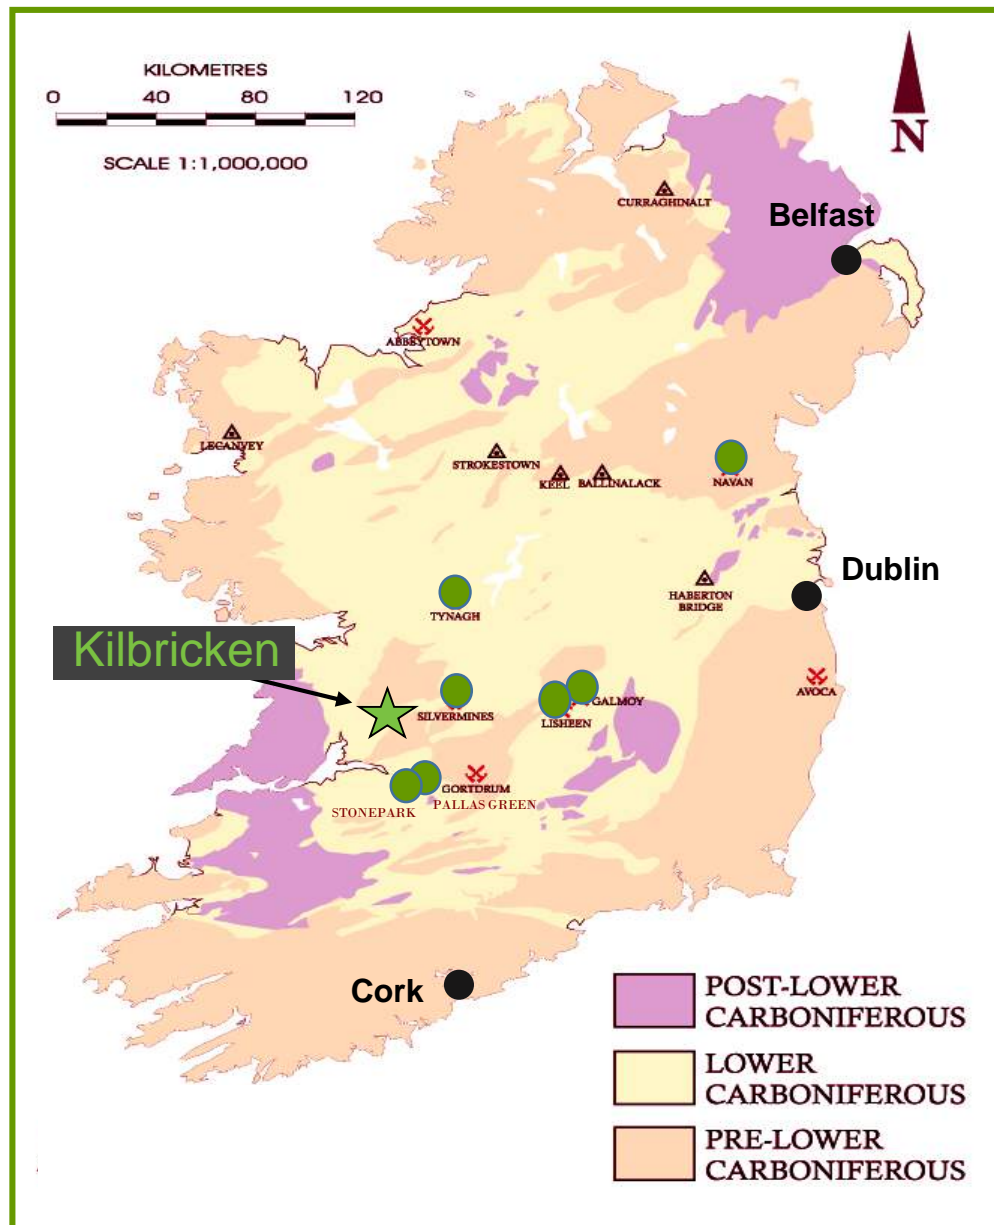 KILOMETRES
0 40 80 120
SCALE 1:1,000,000
N
CURRAGHINALT
Belfast
ABBEYTOWN
LECANVEY
STROKESTOWN
KEEL
BALLINALACK
NAVAN
Dublin
HABERTON
BRIDGE
TYNAGH
Kilbricken
AVOCA
SILVERMINES
GALMOY
LISHEEN
GORTDRUM
STONEPARK
PALLAS GREEN
Cork
POST-LOWER
CARBONIFEROUS
LOWER
CARBONIFEROUS
PRE-LOWER
CARBONIFEROUS